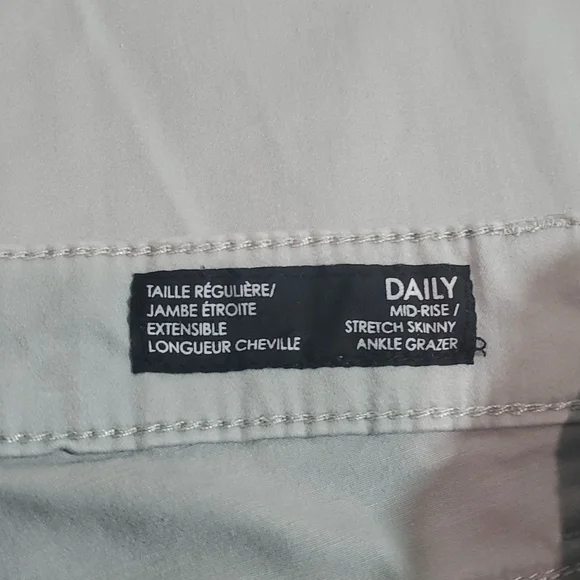 TAILLE RÉGULIÈRE/
JAMBE ÉTROITE
EXTENSIBLE
LONGUEUR CHEVILLE
DAILY
MID-RISE /
STRETCH SKINNY
ANKLE GRAZER